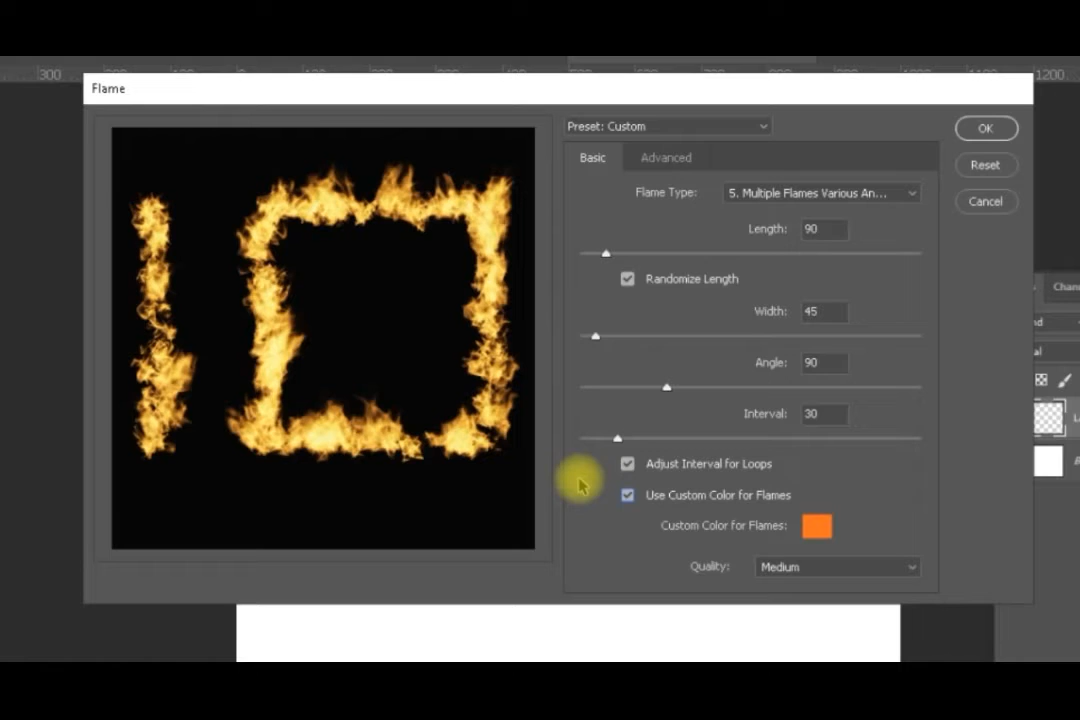 300
1200
Flame
Preset: Custom
OK
Basic
Advanced
Reset
Flame Type:
5. Multiple Flames Various An...
Cancel
Length:
90
Randomize Length
Chan
Width:
45
Angle:
90
Interval:
30
Adjust Interval for Loops
Use Custom Color for Flames
Custom Color for Flames:
Quality:
Medium